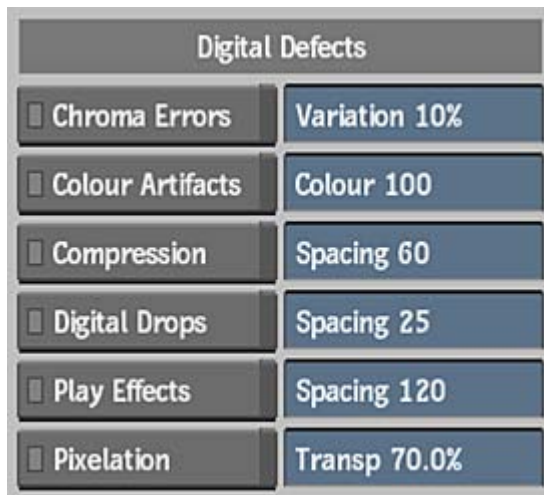 Digital Defects
Chroma Errors Variation 10%
Colour Artifacts Colour 100
Compression Spacing 60
Digital Drops Spacing 25
Play Effects Spacing 120
Pixelation Transp 70.0%